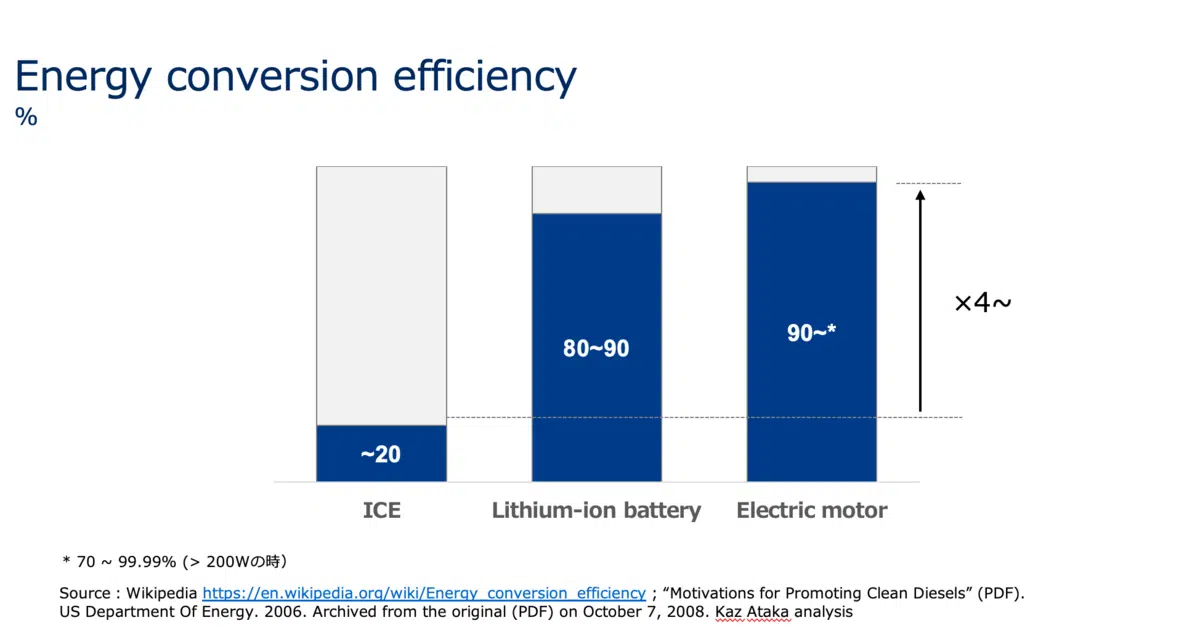 Energy conversion efficiency
%
×4~
80~90
90~*
~20
ICE
Lithium-ion battery
Electric motor
* 70 ~ 99.99% (> 200Wの時）
Source : Wikipedia https://en.wikipedia.org/wiki/Energy_conversion_efficiency ; “Motivations for Promoting Clean Diesels” (PDF).
US Department Of Energy. 2006. Archived from the original (PDF) on October 7, 2008. Kaz Ataka analysis